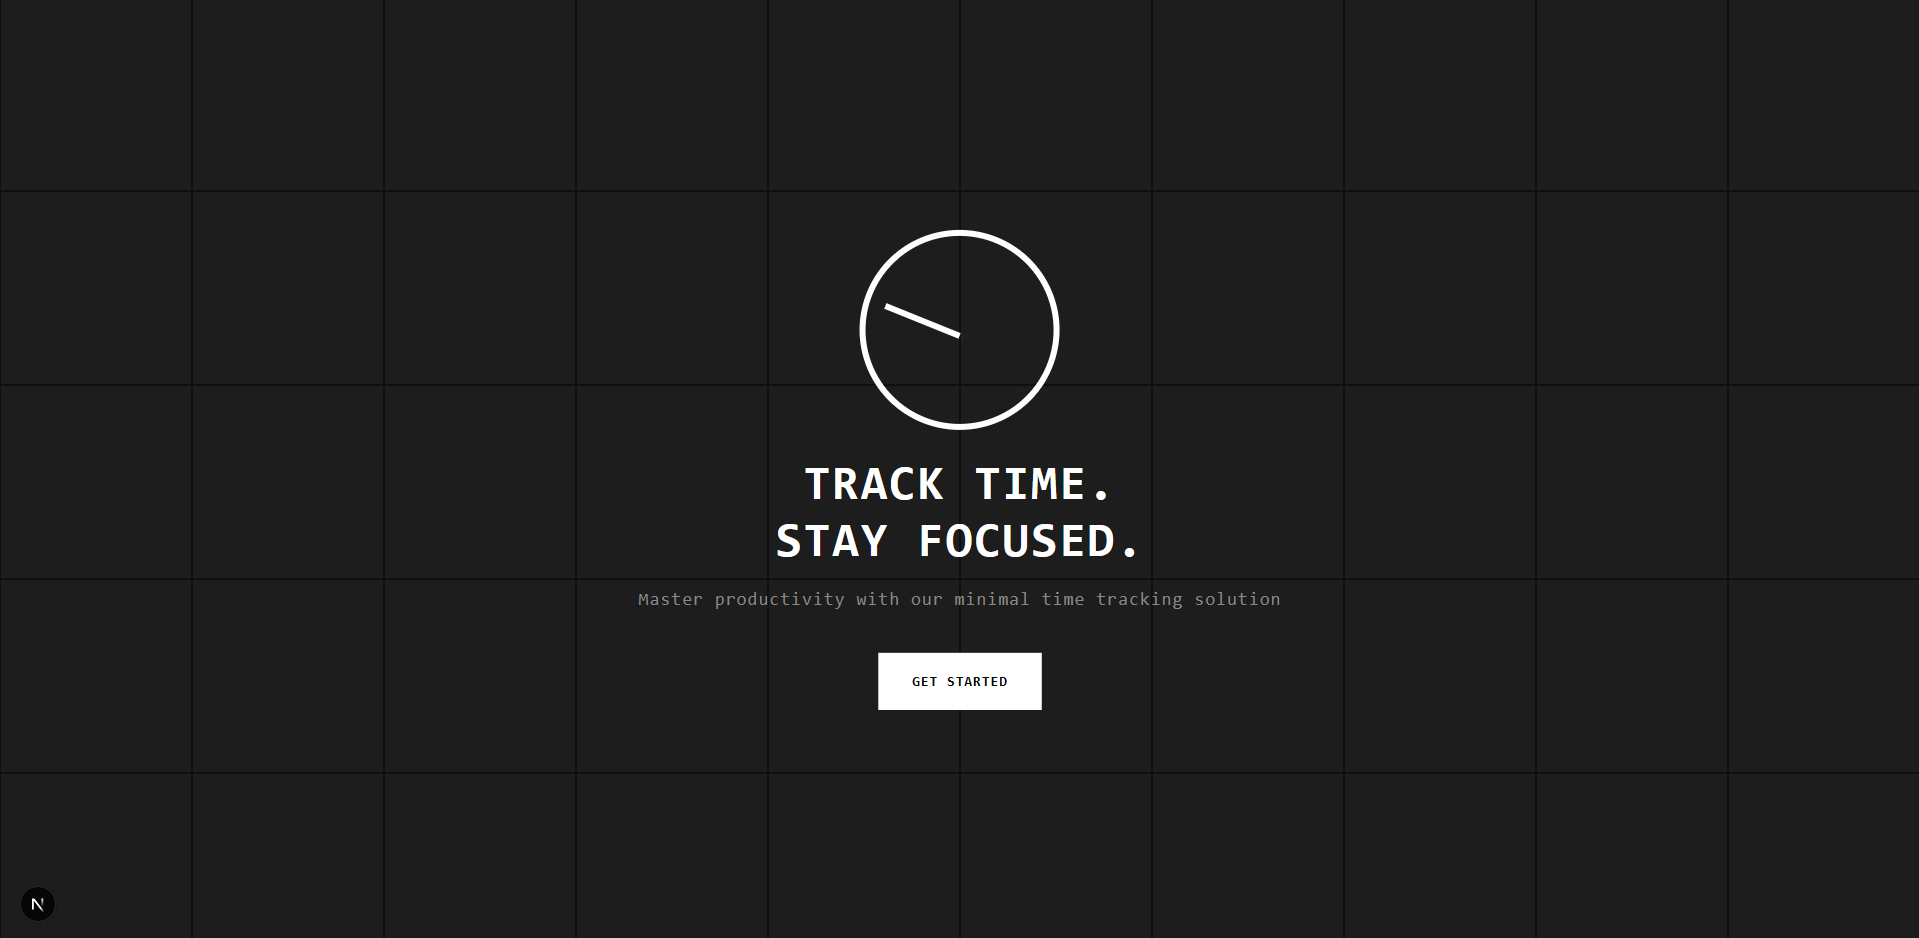 TRACK TIME.
STAY FOCUSED.
Master productivity with our minimal time tracking solution
GET STARTED
N